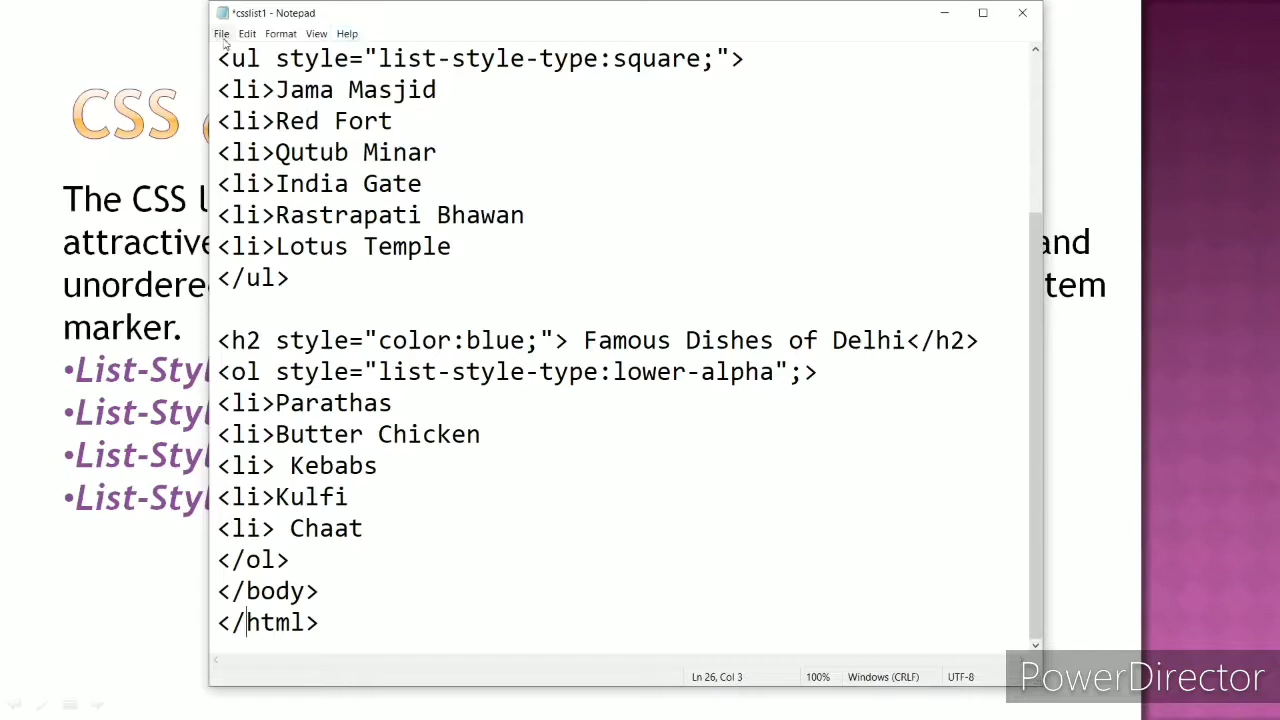 *csslist1 - Notepad
File Edit Format View Help
<ul style="list-style-type:square;">
<li>Jama Masjid
<li>Red Fort
<li>Qutub Minar
<li>India Gate
<li>Rastrapati Bhawan
<li>Lotus Temple
</ul>
<h2 style="color:blue;"> Famous Dishes of Delhi</h2>
<ol style="list-style-type:lower-alpha";>
<li>Parathas
<li>Butter Chicken
<li> Kebabs
<li>Kulfi
<li> Chaat
</ol>
</body>
</html>
Ln 26, Col 3 100% Windows (CRLF) UTF-8
CSS
The CSS
attractive and
tem
marker.
•List-Styl
•List-Styl
•List-Styl
•List-Styl
PowerDirector